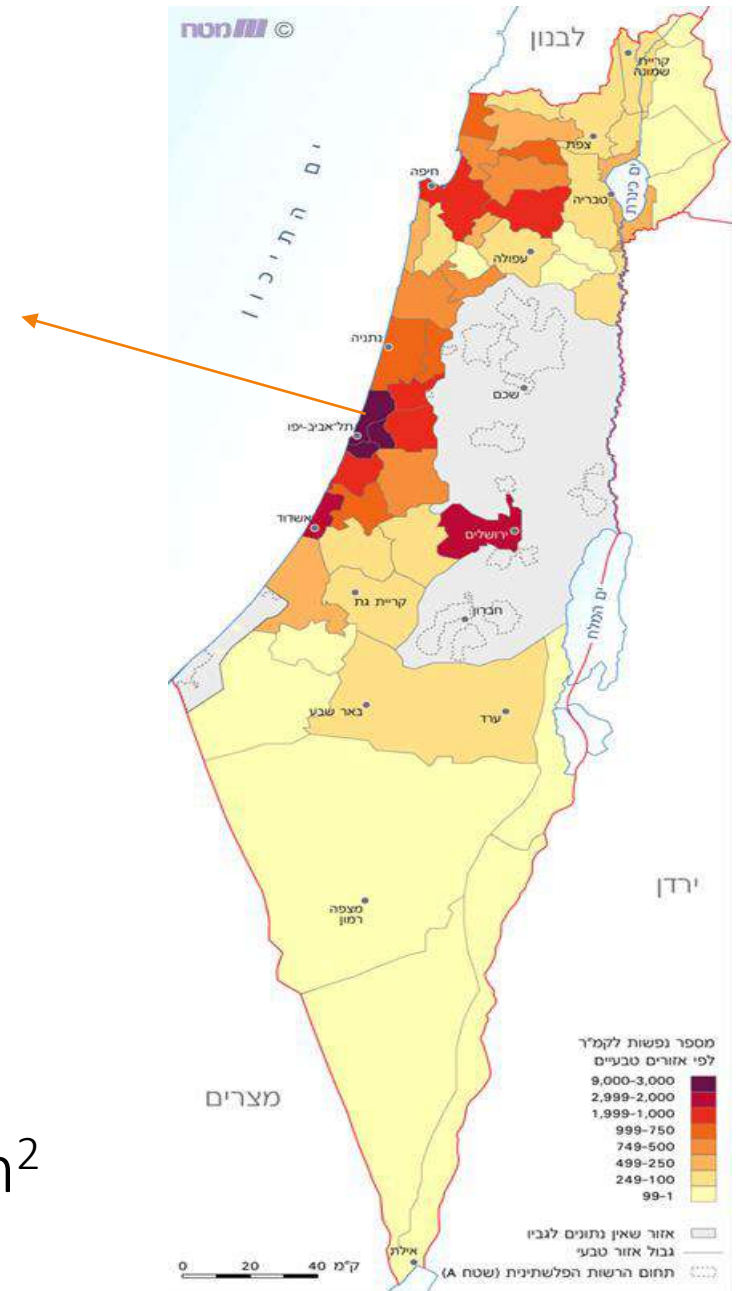 © מטח
לבנון
קריית
שמונה
צפת
ים כינרת
חיפה
טבריה
ים התיכון
עפולה
נתניה
שכם
תל־אביב-יפו
אשדוד
ירושלים
קריית גת
חברון
ים המלח
באר שבע
ערד
ירדן
מצפה
רמון
מספר נפשות לקמ"ר
לפי אזורים טבעיים
9,000-3,000
2,999-2,000
1,999-1,000
999-750
749-500
499-250
249-100
99-1
מצרים
2
אזור שאין נתונים לגביו
גבול אזור טבעי
תחום הרשות הפלשתינית (שטח A)
אילת
0 20 40 ק"מ